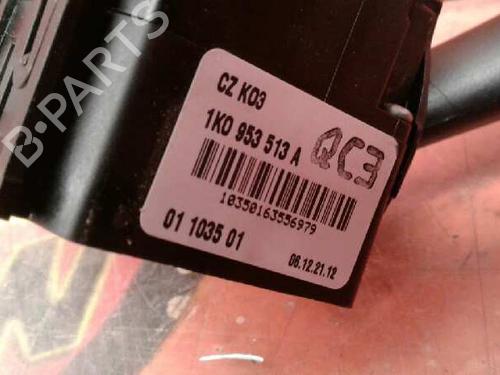 CZ K03
1K0 953 513 A
QC3
10350163556979
01 1035 01
06.12.21.12
B-PARTS